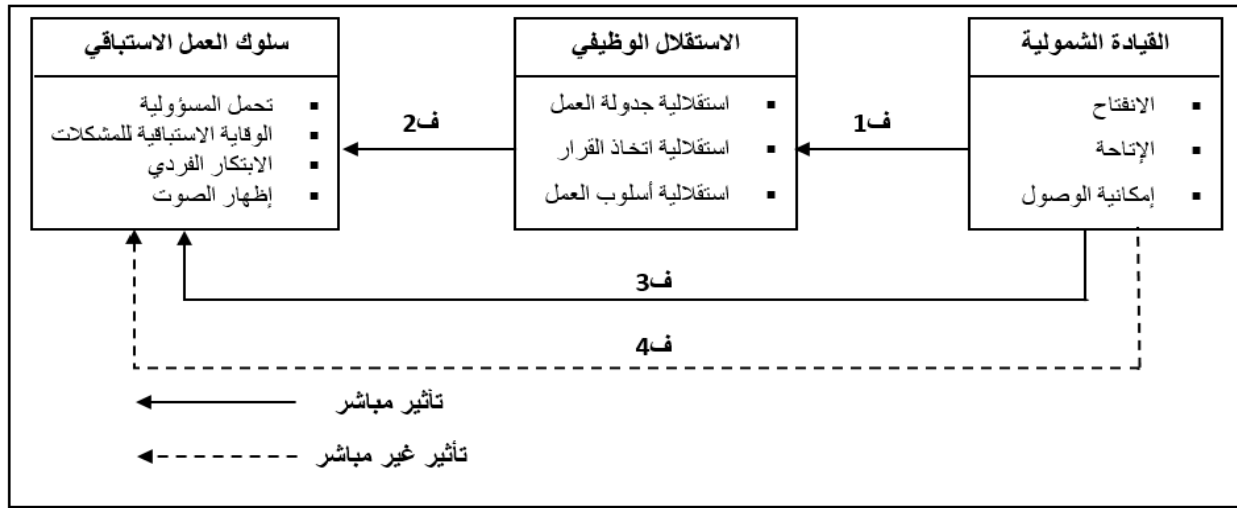 القيادة الشمولية
▪ الانفتاح
▪ الإتاحة
▪ إمكانية الوصول
ف1
الاستقلال الوظيفي
▪ استقلالية جدولة العمل
▪ استقلالية اتخاذ القرار
▪ استقلالية أسلوب العمل
ف2
سلوك العمل الاستباقي
▪ تحمل المسؤولية
▪ الوقاية الاستباقية للمشكلات
▪ الابتكار الفردي
▪ إظهار الصوت
ف3
ف4
تأثير مباشر
تأثير غير مباشر